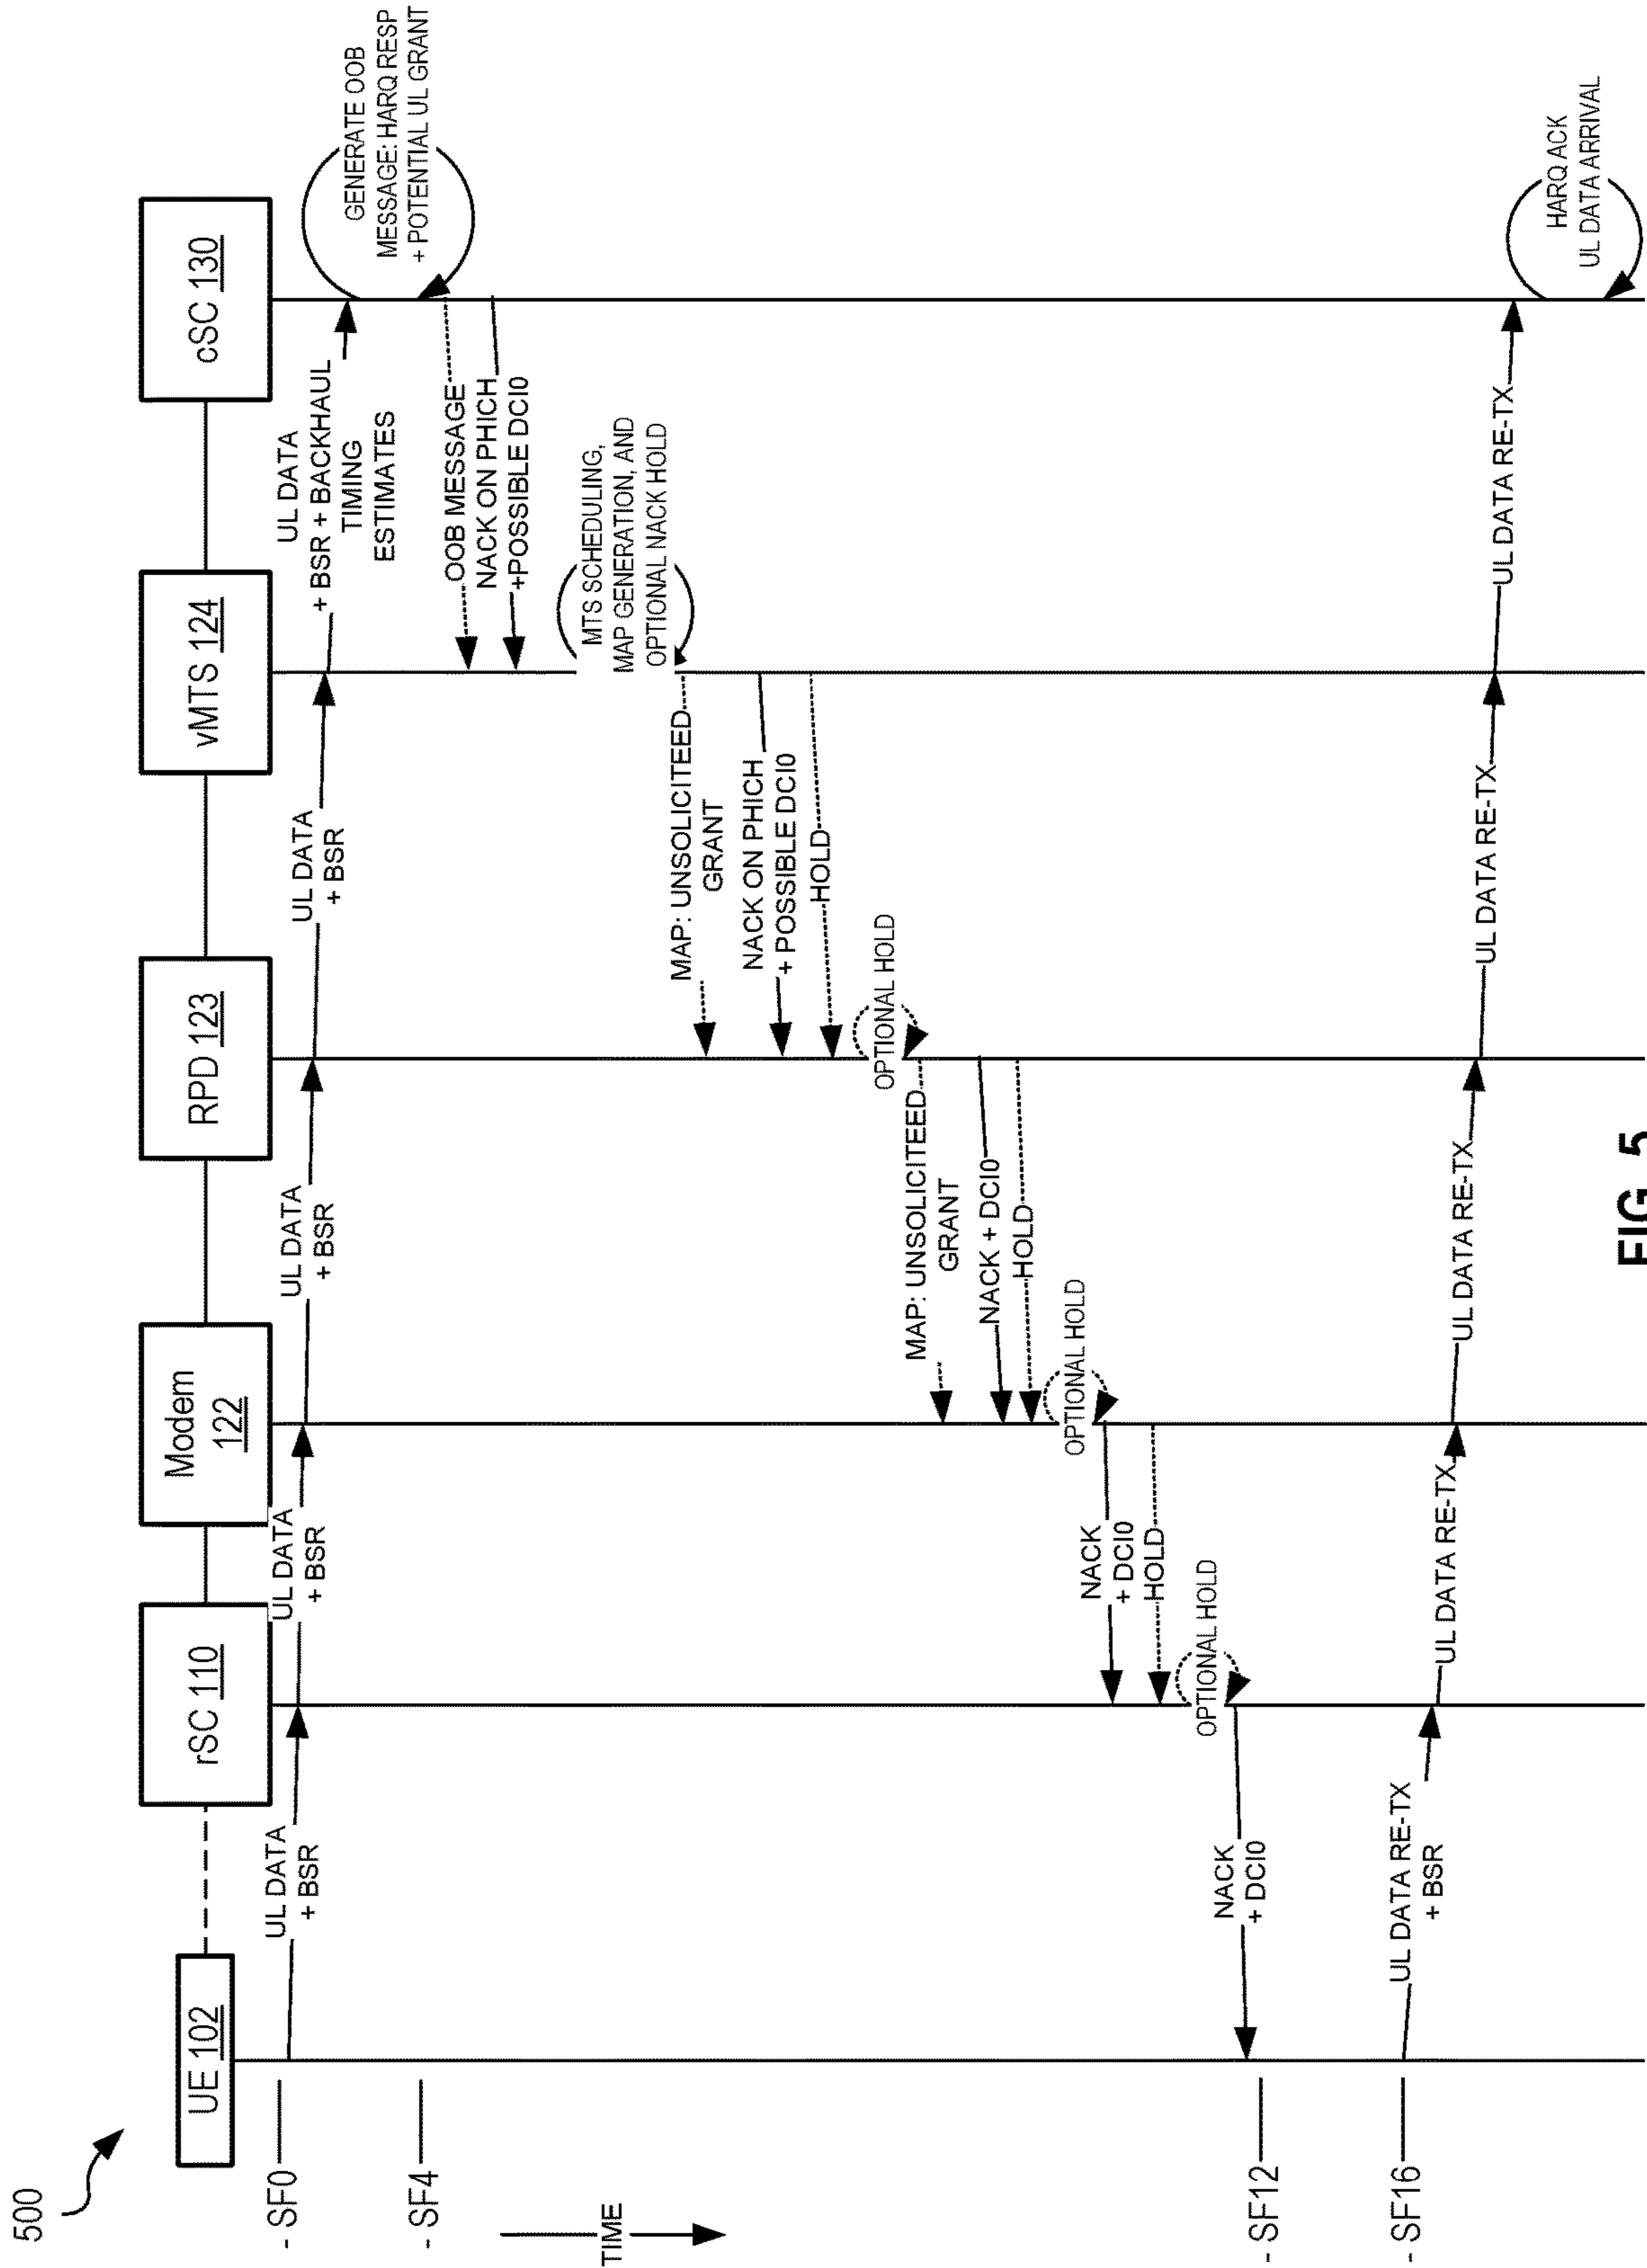 500
UE 102
rSC 110
Modem
122
RPD 123
vMTS 124
cSC 130
- SF0
- SF4
TIME
- SF12
- SF16
UL DATA
+ BSR
UL DATA
+ BSR
UL DATA
+ BSR
UL DATA
+ BSR
UL DATA
+ BSR + BACKHAUL
TIMING
ESTIMATES
GENERATE OOB
MESSAGE: HARQ RESP
+ POTENTIAL UL GRANT
OOB MESSAGE
NACK ON PHICH
+POSSIBLE DCI0
MTS SCHEDULING,
MAP GENERATION, AND
OPTIONAL NACK HOLD
MAP: UNSOLICITEED
GRANT
NACK ON PHICH
+ POSSIBLE DCI0
HOLD
OPTIONAL HOLD
MAP: UNSOLICITEED
GRANT
NACK + DCI0
HOLD
OPTIONAL HOLD
NACK
+ DCI0
HOLD
OPTIONAL HOLD
NACK
+ DCI0
UL DATA RE-TX
+ BSR
UL DATA RE-TX
UL DATA RE-TX
UL DATA RE-TX
UL DATA RE-TX
HARQ ACK
UL DATA ARRIVAL
FIG. 5